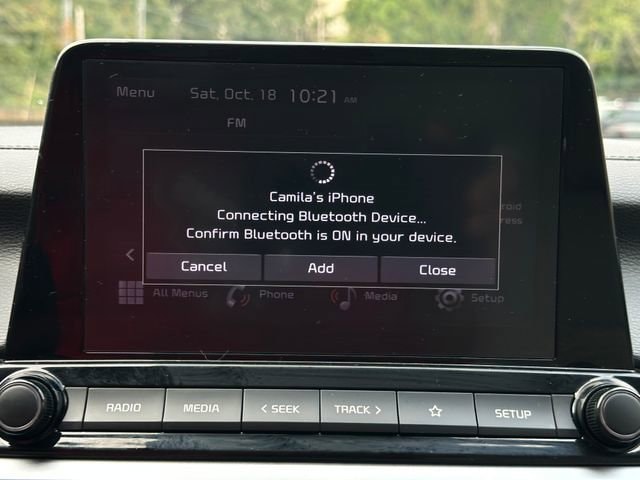 Menu Sat, Oct. 18 10:21 AM
FM
Camila's iPhone
Connecting Bluetooth Device...
Confirm Bluetooth is ON in your device.
Cancel Add Close
All Menus Phone Media Setup
RADIO MEDIA < SEEK TRACK > SETUP